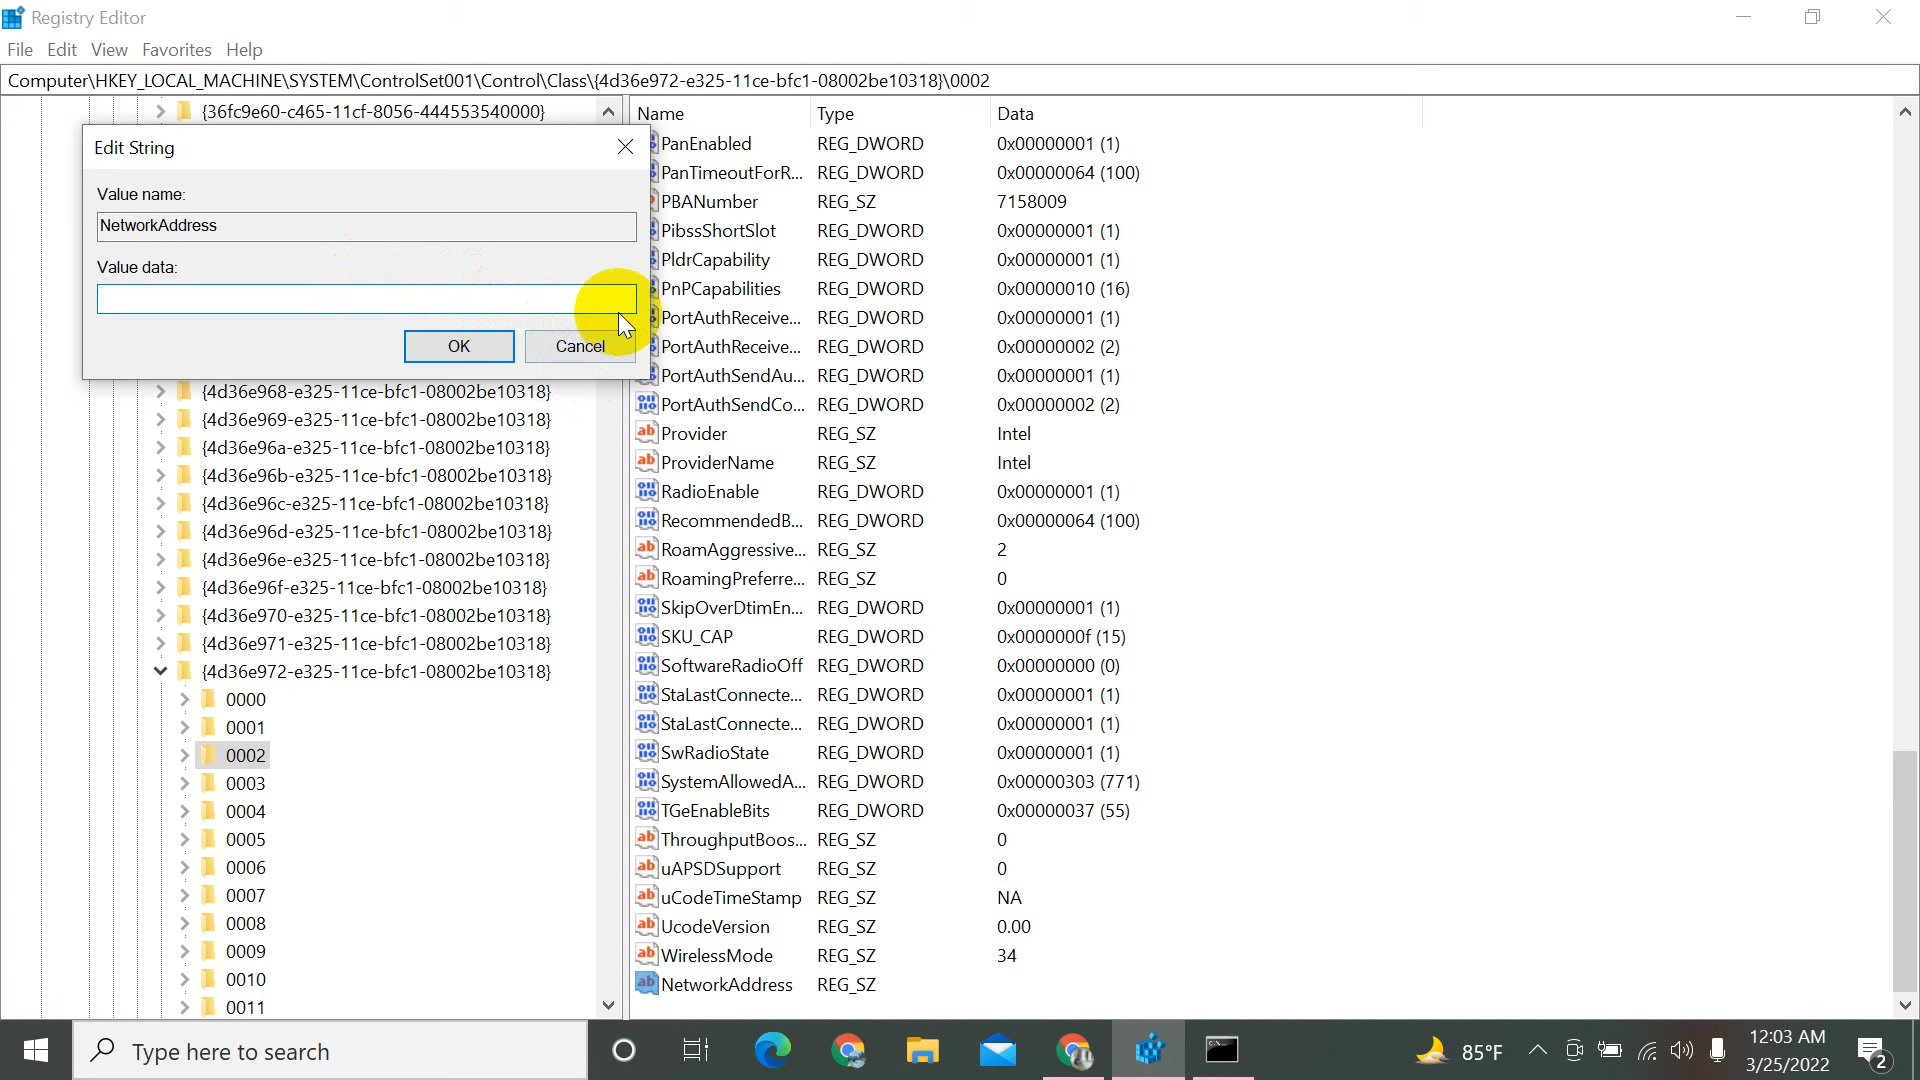 Registry Editor
File Edit View Favorites Help
Computer\HKEY_LOCAL_MACHINE\SYSTEM\ControlSet001\Control\Class\{4d36e972-e325-11ce-bfc1-08002be10318}\0002
{36fc9e60-c465-11cf-8056-444553540000}
Edit String
Value name:
NetworkAddress
Value data:
OK Cancel
{4d36e968-e325-11ce-bfc1-08002be10318}
{4d36e969-e325-11ce-bfc1-08002be10318}
{4d36e96a-e325-11ce-bfc1-08002be10318}
{4d36e96b-e325-11ce-bfc1-08002be10318}
{4d36e96c-e325-11ce-bfc1-08002be10318}
{4d36e96d-e325-11ce-bfc1-08002be10318}
{4d36e96e-e325-11ce-bfc1-08002be10318}
{4d36e96f-e325-11ce-bfc1-08002be10318}
{4d36e970-e325-11ce-bfc1-08002be10318}
{4d36e971-e325-11ce-bfc1-08002be10318}
{4d36e972-e325-11ce-bfc1-08002be10318}
0000
0001
0002
0003
0004
0005
0006
0007
0008
0009
0010
0011
Name Type Data
PanEnabled REG_DWORD 0x00000001 (1)
PanTimeoutForR... REG_DWORD 0x00000064 (100)
PBANumber REG_SZ 7158009
PibssShortSlot REG_DWORD 0x00000001 (1)
PldrCapability REG_DWORD 0x00000001 (1)
PnPCapabilities REG_DWORD 0x00000010 (16)
PortAuthReceive... REG_DWORD 0x00000001 (1)
PortAuthReceive... REG_DWORD 0x00000002 (2)
PortAuthSendAu... REG_DWORD 0x00000001 (1)
PortAuthSendCo... REG_DWORD 0x00000002 (2)
Provider REG_SZ Intel
ProviderName REG_SZ Intel
RadioEnable REG_DWORD 0x00000001 (1)
RecommendedB... REG_DWORD 0x00000064 (100)
RoamAggressive... REG_SZ 2
RoamingPreferre... REG_SZ 0
SkipOverDtimEn... REG_DWORD 0x00000001 (1)
SKU_CAP REG_DWORD 0x0000000f (15)
SoftwareRadioOff REG_DWORD 0x00000000 (0)
StaLastConnecte... REG_DWORD 0x00000001 (1)
StaLastConnecte... REG_DWORD 0x00000001 (1)
SwRadioState REG_DWORD 0x00000001 (1)
SystemAllowedA... REG_DWORD 0x00000303 (771)
TGeEnableBits REG_DWORD 0x00000037 (55)
ThroughputBoos... REG_SZ 0
uAPSDSupport REG_SZ 0
uCodeTimeStamp REG_SZ NA
UcodeVersion REG_SZ 0.00
WirelessMode REG_SZ 34
NetworkAddress REG_SZ
Type here to search
85°F
12:03 AM
3/25/2022
2